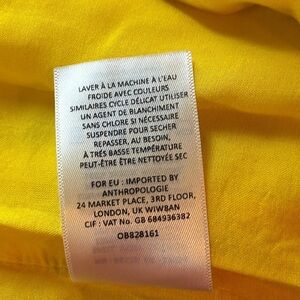 LAVER À LA MACHINE À L'EAU
FROIDE AVEC COULEURS
SIMILAIRES CYCLE DÉLICAT UTILISER
UN AGENT DE BLANCHIMENT
SANS CHLORE SI NÉCESSAIRE
SUSPENDRE POUR SECHER
REPASSER, AU BESOIN,
À TRÉS BASSE TEMPÉRATURE
PEUT-ÊTRE ÊTRE NETTOYÉE SEC
FOR EU : IMPORTED BY
ANTHROPOLOGIE
24 MARKET PLACE, 3RD FLOOR,
LONDON, UK WIW8AN
CIF : VAT No. GB 684936382
OB828161